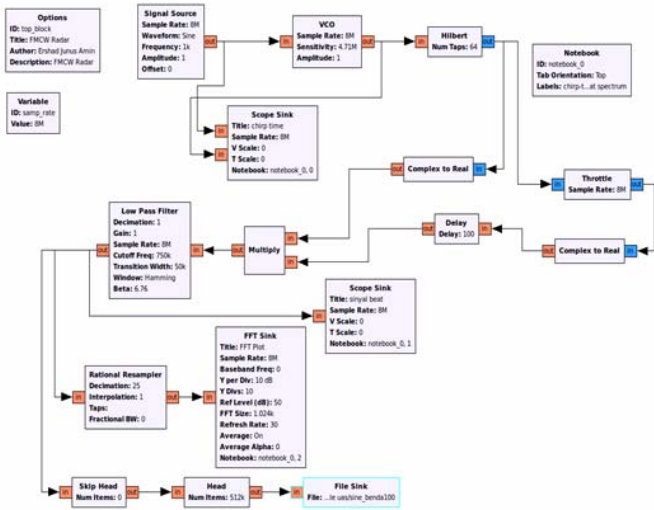 Options
ID: top_block
Title: FMCW Radar
Author: Ershad Junus Amin
Description: FMCW Radar
Variable
ID: samp_rate
Value: 8M
Signal Source
Sample Rate: 8M
Waveform: Sine
Frequency: 1k
Amplitude: 1
Offset: 0
out
in
VCO
Sample Rate: 8M
Sensitivity: 4.71M
Amplitude: 1
out
in
Hilbert
Num Taps: 64
out
Notebook
ID: notebook_0
Tab Orientation: Top
Labels: chirp-t...at spectrum
in
in
Scope Sink
Title: chirp time
Sample Rate: 8M
V Scale: 0
T Scale: 0
Notebook: notebook_0, 0
out
Complex to Real
in
in
Throttle
Sample Rate: 8M
out
out
Low Pass Filter
Decimation: 1
Gain: 1
Sample Rate: 8M
Cutoff Freq: 750k
Transition Width: 50k
Window: Hamming
Beta: 6.76
in
out
Multiply
in
in
out
Delay
Delay: 100
in
out
Complex to Real
in
in
Scope Sink
Title: sinyal beat
Sample Rate: 8M
V Scale: 0
T Scale: 0
Notebook: notebook_0, 1
in
Rational Resampler
Decimation: 25
Interpolation: 1
Taps:
Fractional BW: 0
out
in
FFT Sink
Title: FFT Plot
Sample Rate: 8M
Baseband Freq: 0
Y per Div: 10 dB
Y Divs: 10
Ref Level (dB): 50
FFT Size: 1.024k
Refresh Rate: 30
Average: On
Average Alpha: 0
Notebook: notebook_0, 2
in
Skip Head
Num Items: 0
out
in
Head
Num Items: 512k
out
in
File Sink
File: ...le uas/sine_benda100